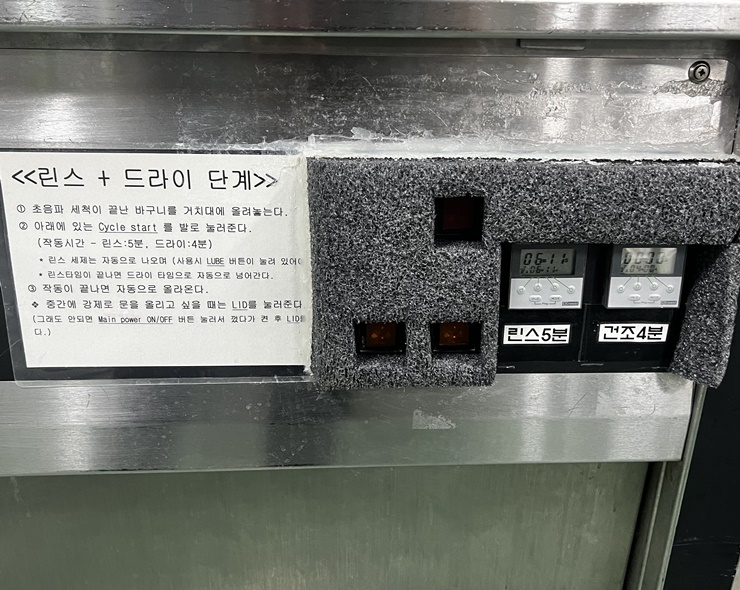 <<린스 + 드라이 단계>>
① 초음파 세척이 끝난 바구니를 거치대에 올려놓는다.
② 아래에 있는 Cycle start 를 발로 눌러준다.
(작동시간 - 린스:5분, 드라이:4분)
* 린스 세제는 자동으로 나오며 (사용시 LUBE 버튼이 눌려
* 린스타임이 끝나면 드라이 타임으로 자동으로 넘어간다.
③ 작동이 끝나면 자동으로 올라온다.
❖ 중간에 강제로 문을 올리고 싶을 때는 LID를 눌러준다
(그래도 안되면 Main power ON/OFF 버튼 눌러서 껐다가 켠 후 LID를
다.)
린스5분
건조4분